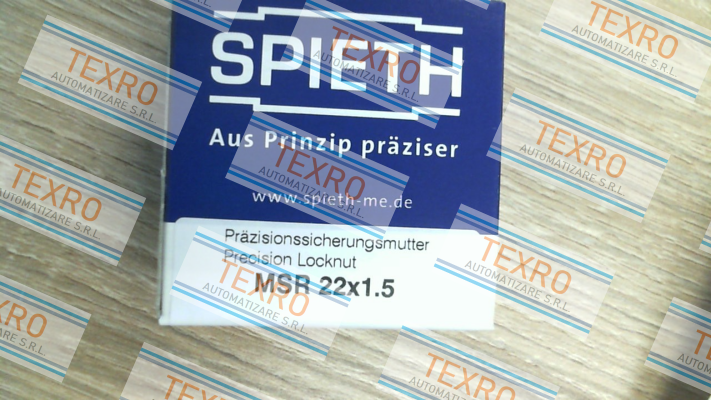 SPIETH
Aus Prinzip präziser
www.spieth-me.de
Präzisionssicherungsmutter
Precision Locknut
MSR 22x1.5
TEXRO
AUTOMATIZARE S.R.L.